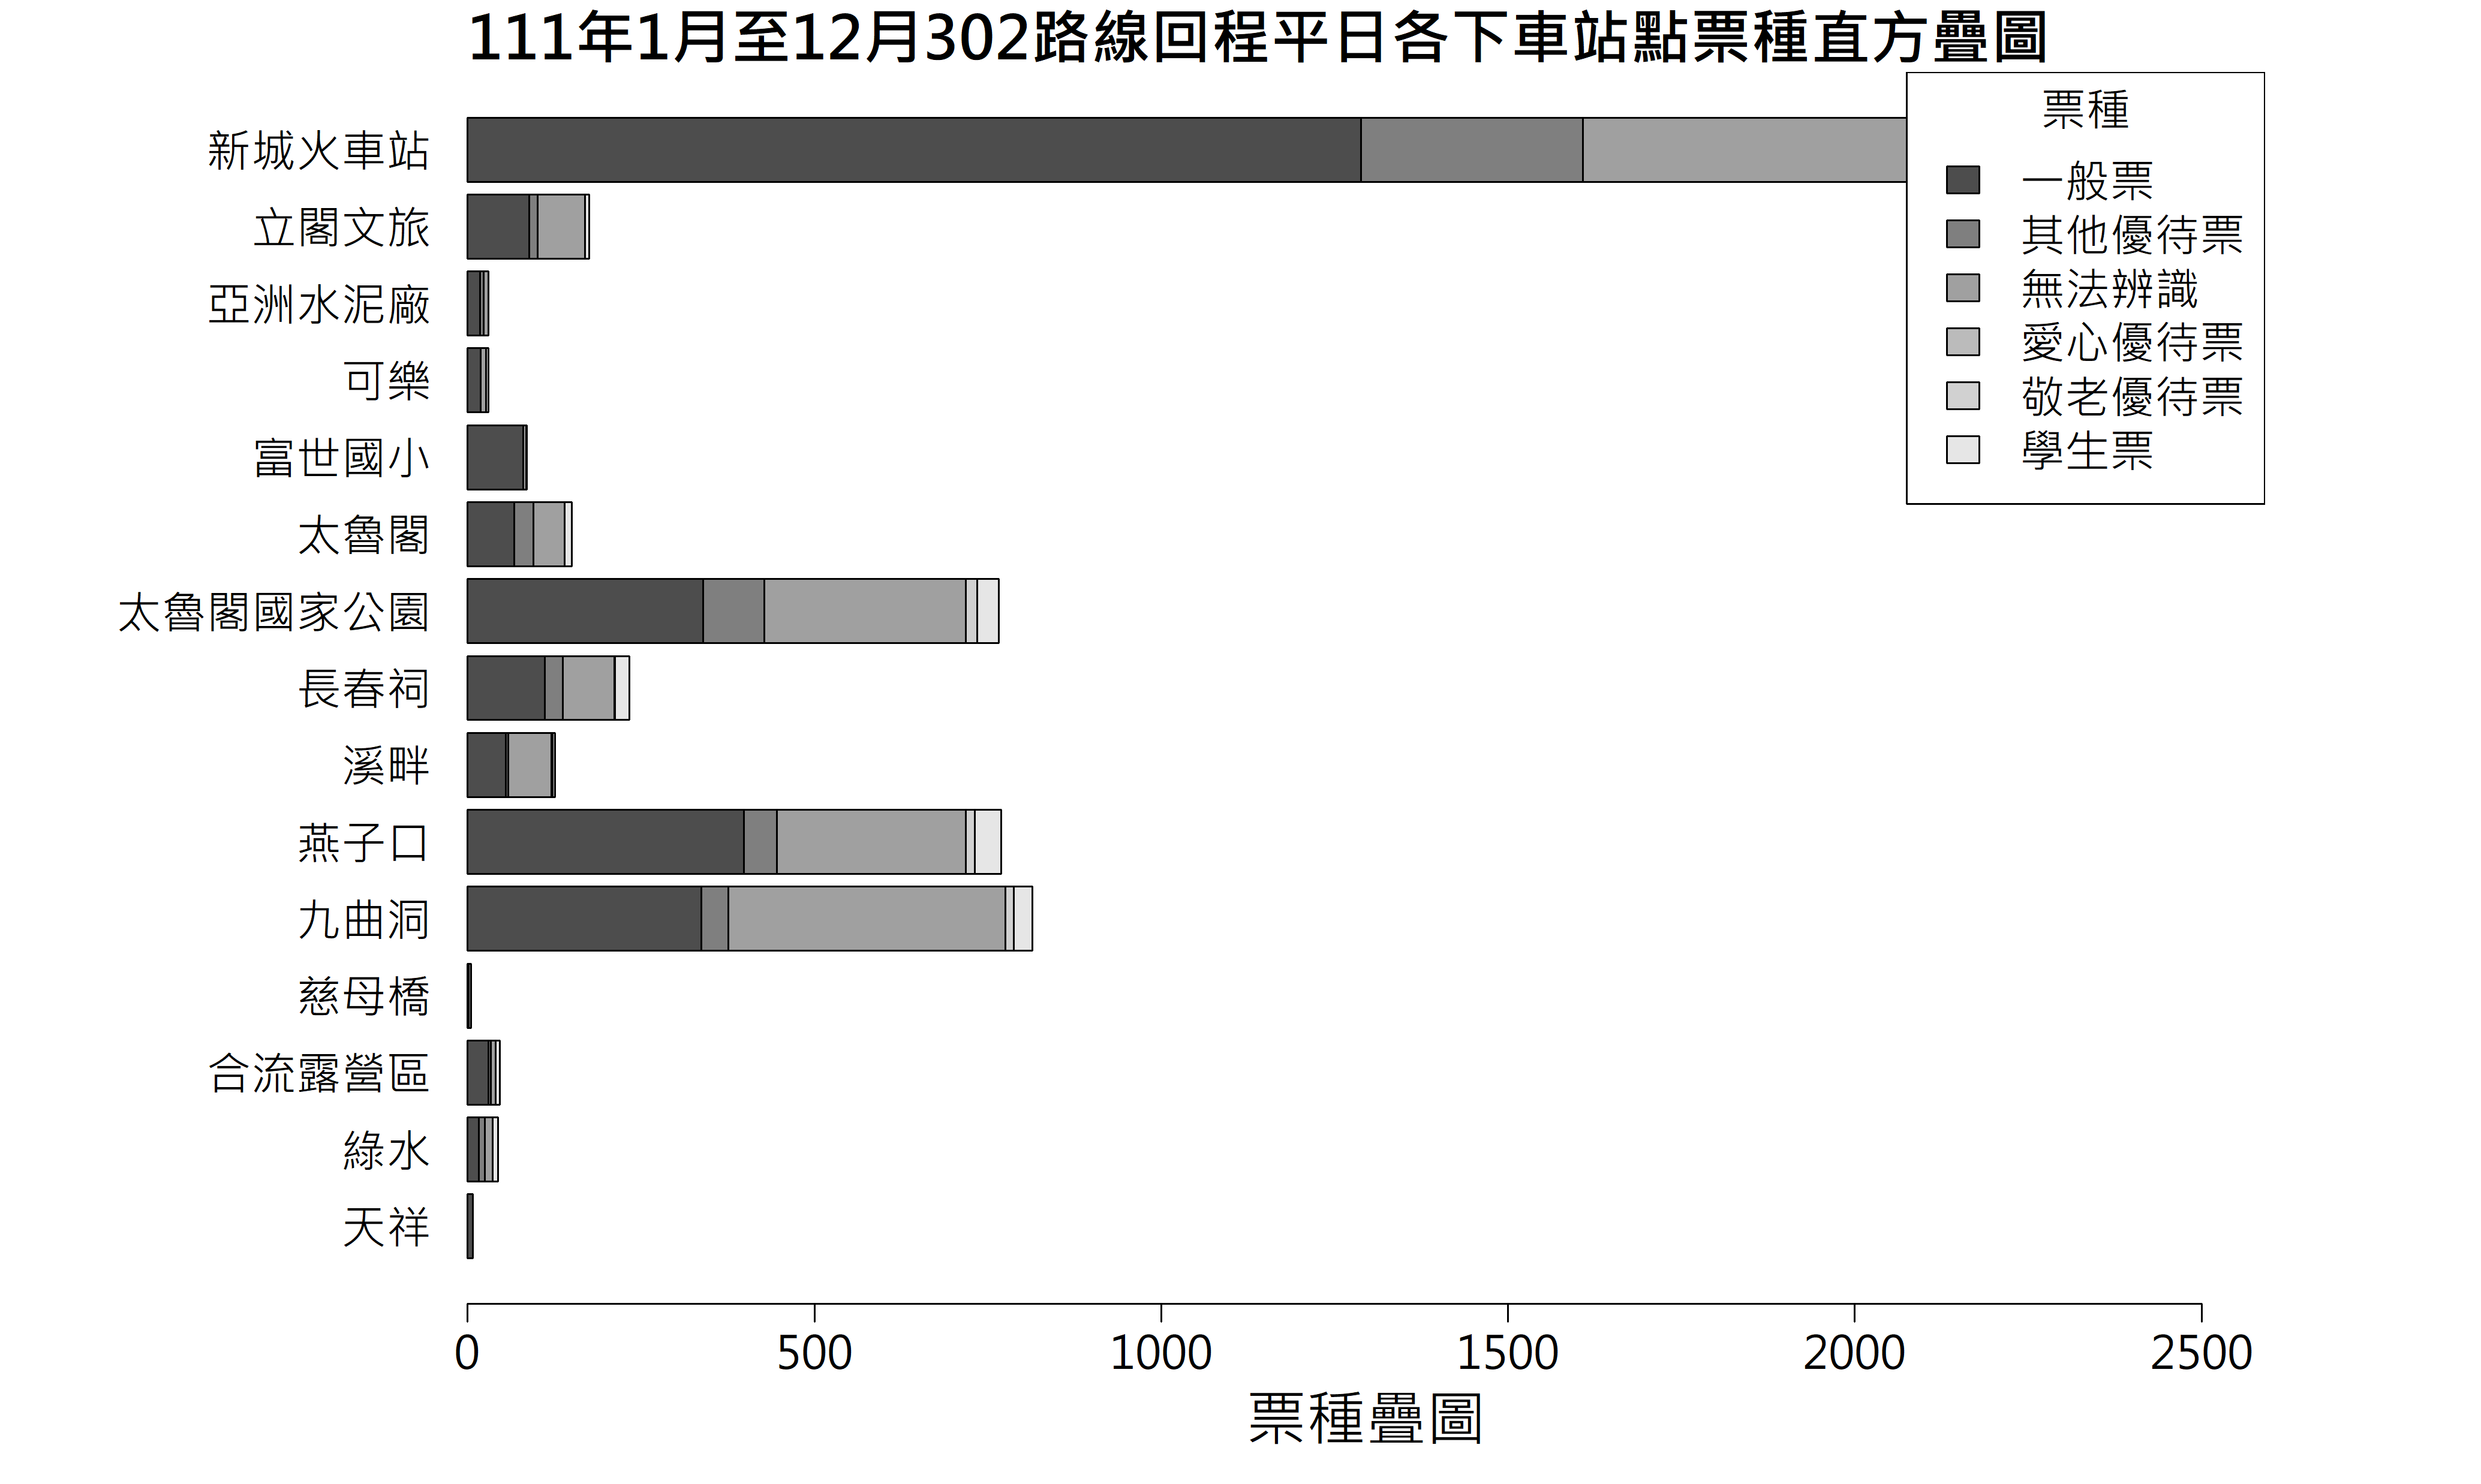 111年1月至12月302路線回程平日各下車站點票種直方疊圖
票種
一般票
其他優待票
無法辨識
愛心優待票
敬老優待票
學生票
新城火車站
立閣文旅
亞洲水泥廠
可樂
富世國小
太魯閣
太魯閣國家公園
長春祠
溪畔
燕子口
九曲洞
慈母橋
合流露營區
綠水
天祥
0 500 1000 1500 2000 2500
票種疊圖